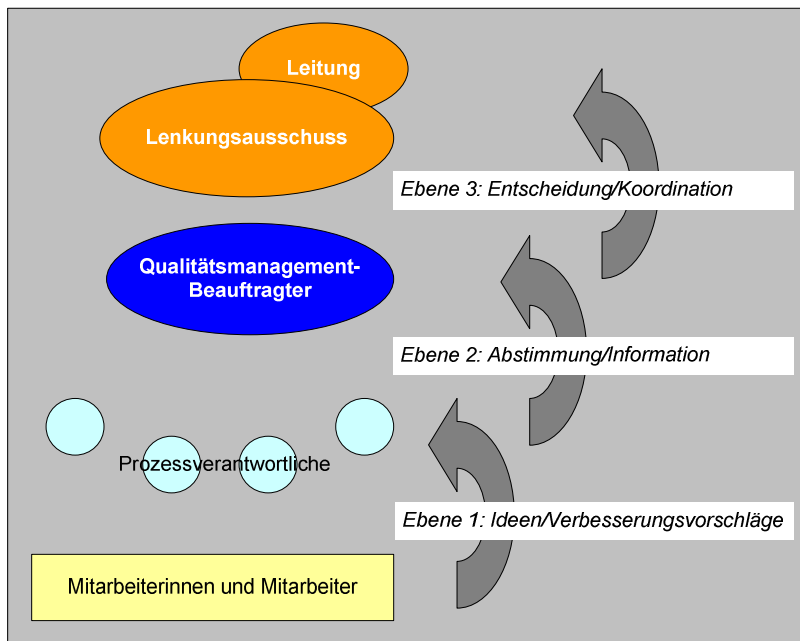 Leitung
Lenkungsausschuss
Ebene 3: Entscheidung/Koordination
Qualitätsmanagement-
Beauftragter
Ebene 2: Abstimmung/Information
Prozessverantwortliche
Ebene 1: Ideen/Verbesserungsvorschläge
Mitarbeiterinnen und Mitarbeiter